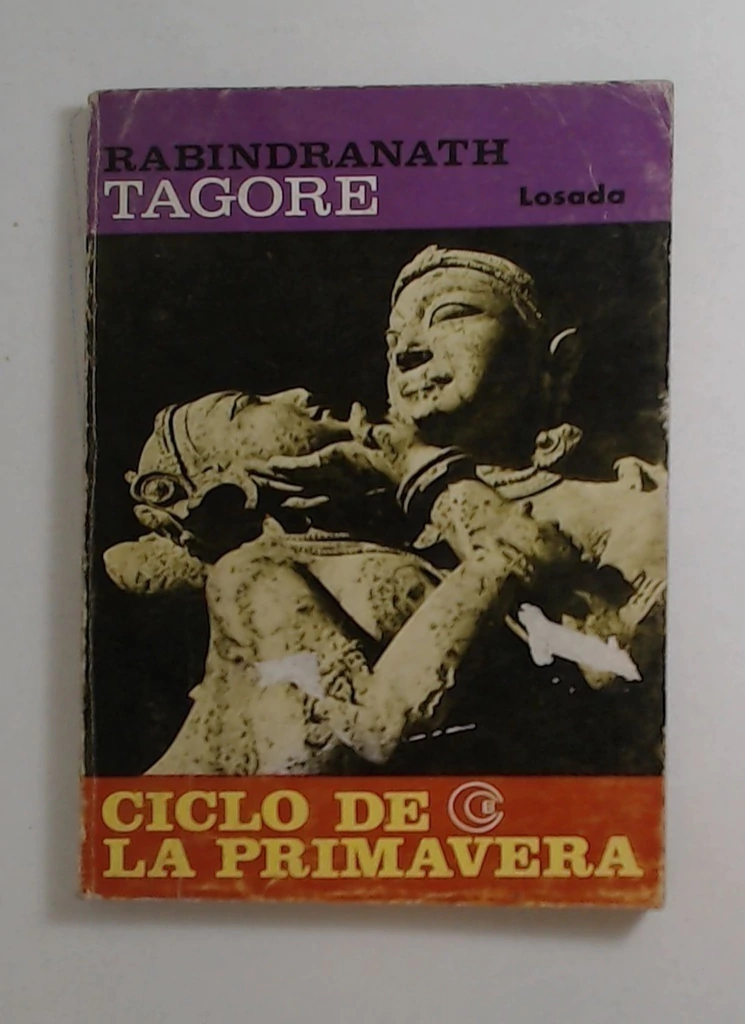 RABINDRANATH
TAGORE
Losada
CICLO DE
LA PRIMAVERA